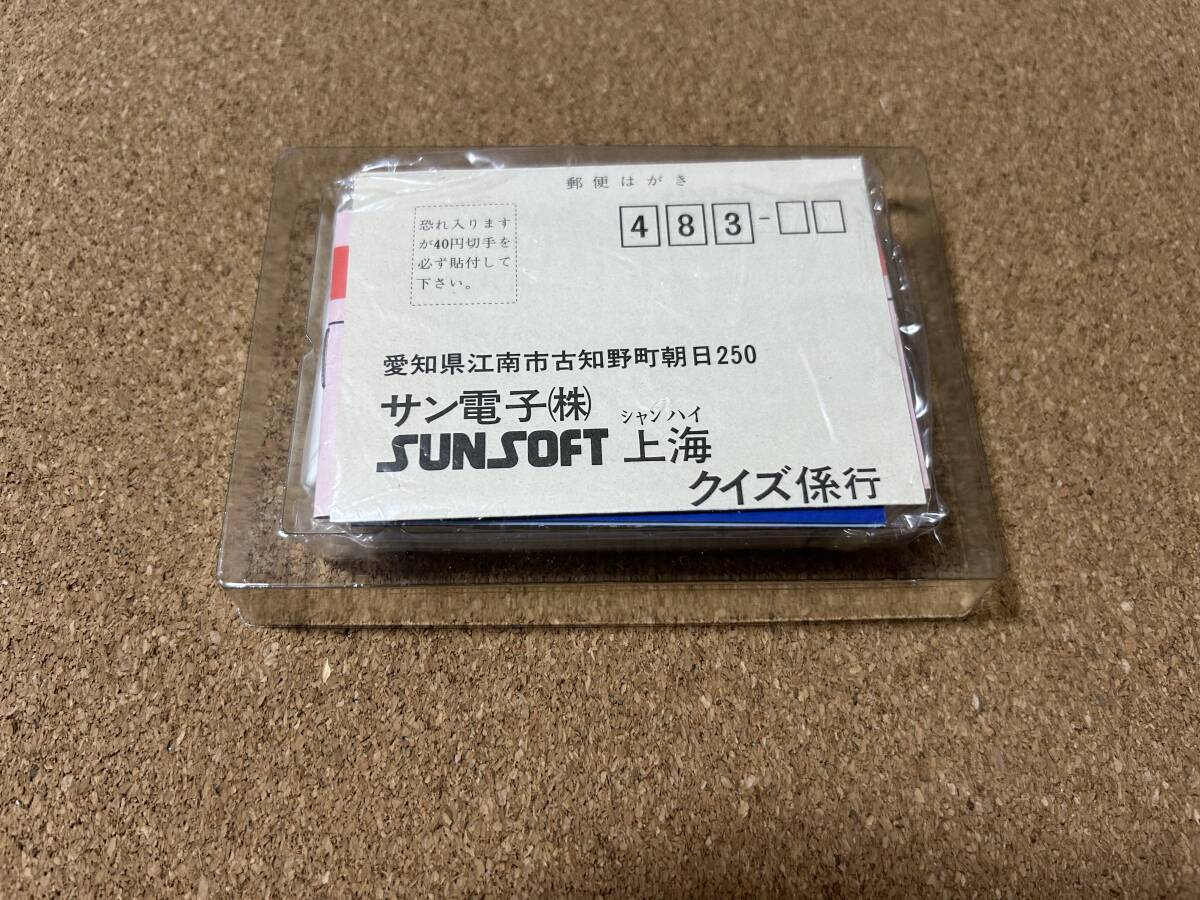 郵便はがき
恐れ入ります
が40円切手を
必ず貼付して
下さい。
483-
愛知県江南市古知野町朝日250
サン電子㈱
シャンハイ
SUNSOFT 上海
クイズ係行